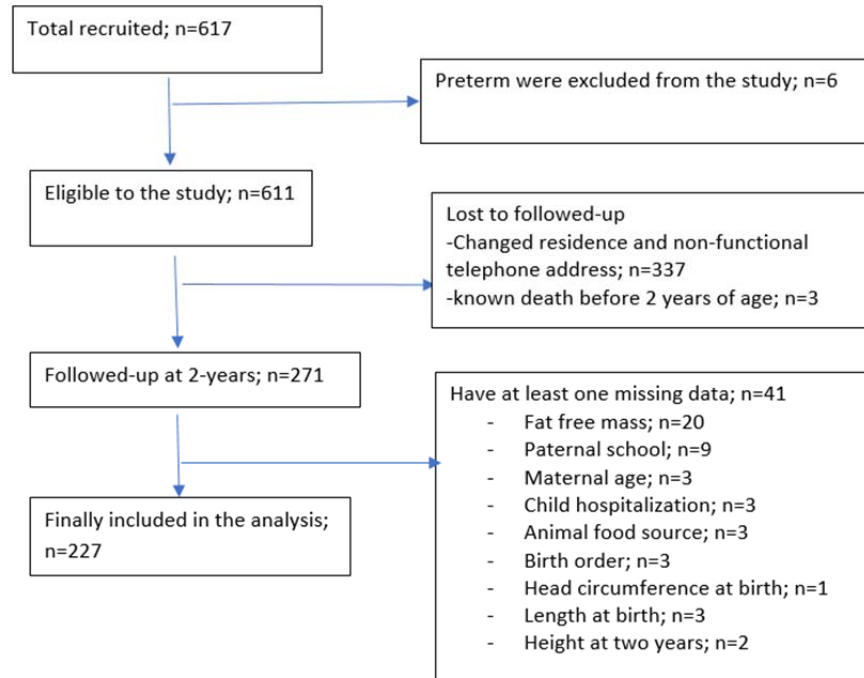 Total recruited; n=617
Preterm were excluded from the study; n=6
Eligible to the study; n=611
Lost to followed-up
-Changed residence and non-functional
telephone address; n=337
-known death before 2 years of age; n=3
Followed-up at 2-years; n=271
Have at least one missing data; n=41
- Fat free mass; n=20
- Paternal school; n=9
- Maternal age; n=3
- Child hospitalization; n=3
- Animal food source; n=3
- Birth order; n=3
- Head circumference at birth; n=1
- Length at birth; n=3
- Height at two years; n=2
Finally included in the analysis;
n=227